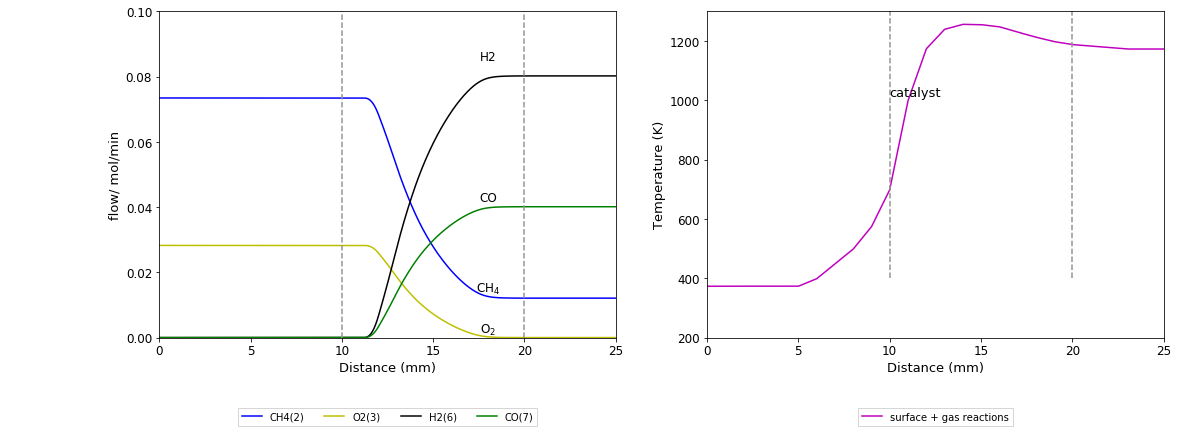 0.10
0.08
0.06
0.04
0.02
0.00
flow/ mol/min
H2
CO
CH4
O2
0 5 10 15 20 25
Distance (mm)
CH4(2) O2(3) H2(6) CO(7)
1200
1000
800
600
400
200
Temperature (K)
catalyst
0 5 10 15 20 25
Distance (mm)
surface + gas reactions